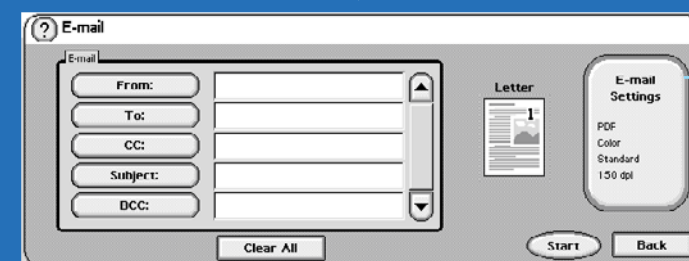 ? E-mail
E-mail
From:
To:
CC:
Subject:
BCC:
Clear All
Letter
1
E-mail
Settings
PDF
Color
Standard
150 dpi
Start
Back